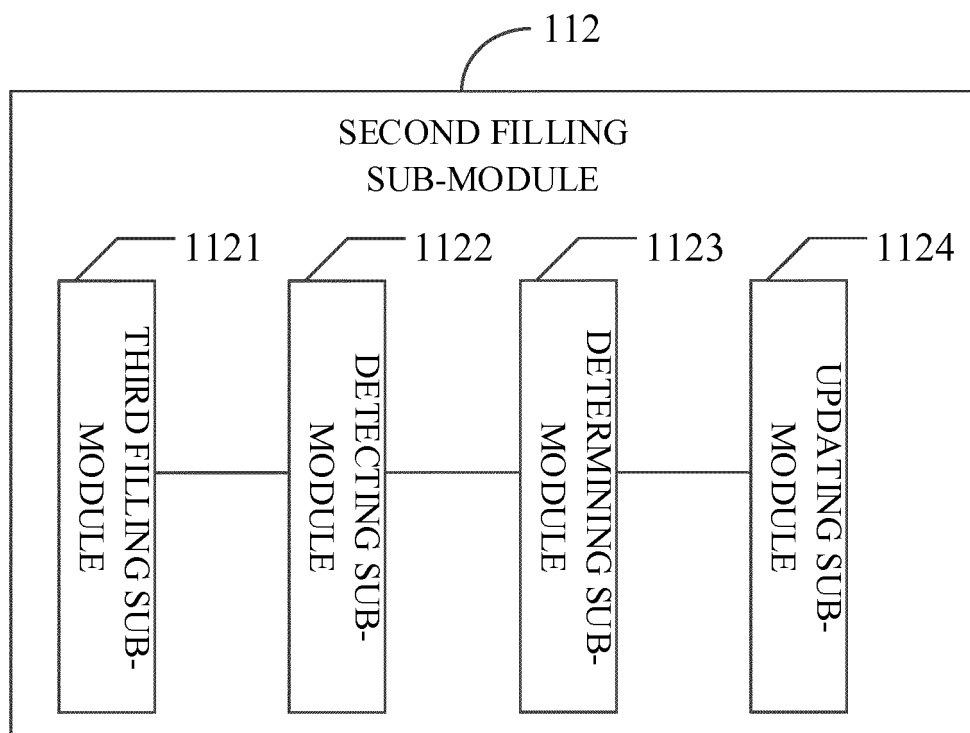 112
SECOND FILLING
SUB-MODULE
1121
1122
1123
1124
THIRD FILLING SUB-
MODULE
DETECTING SUB-
MODULE
DETERMINING SUB-
MODULE
UPDATING SUB-
MODULE